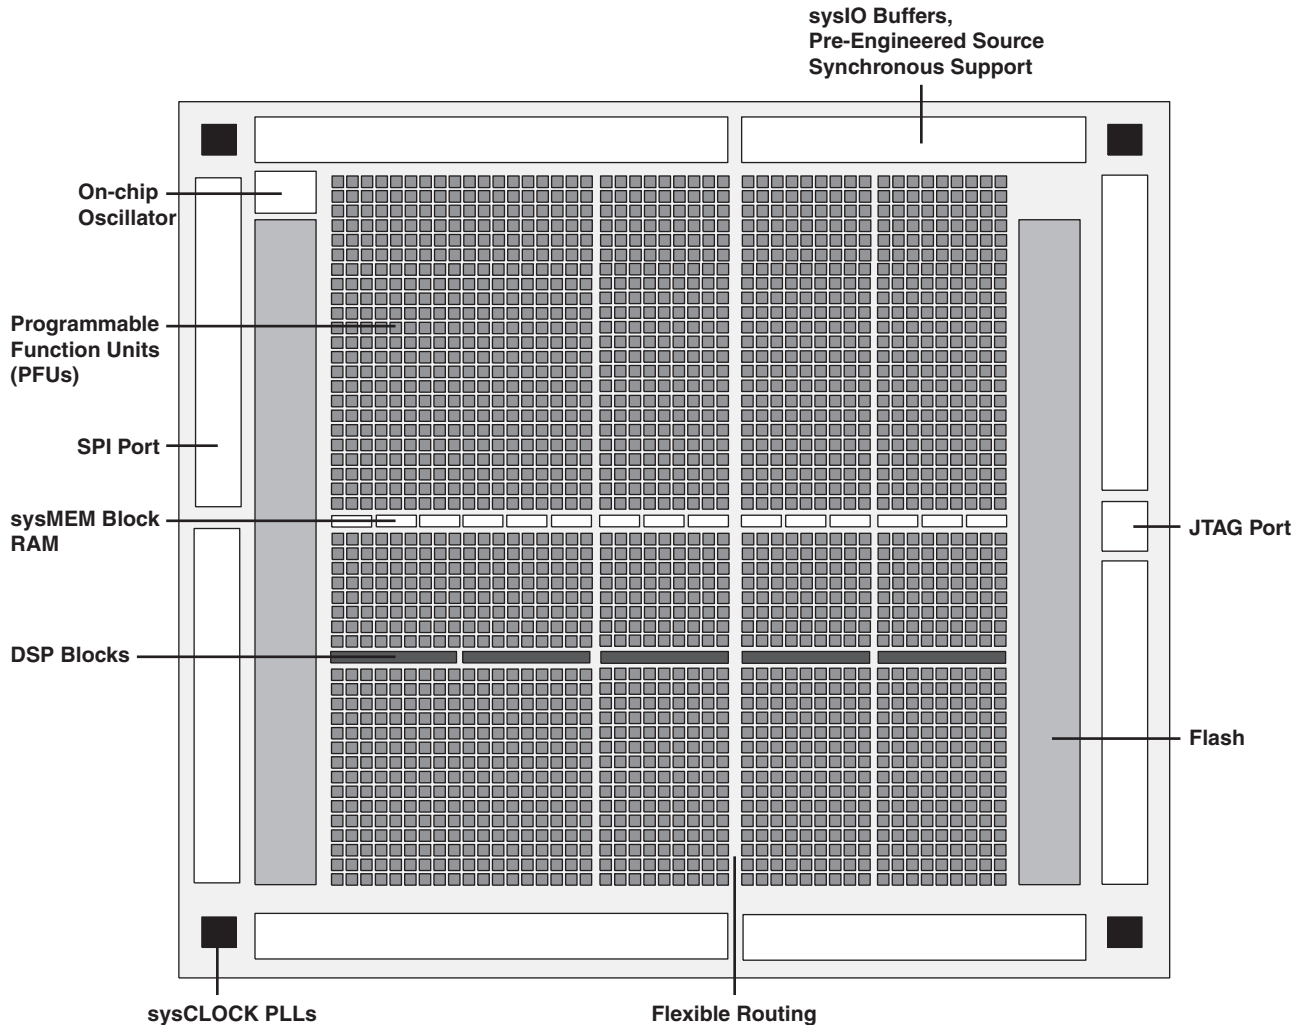 sysIO Buffers,
Pre-Engineered Source
Synchronous Support
On-chip
Oscillator
Programmable
Function Units
(PFUs)
SPI Port
sysMEM Block
RAM
JTAG Port
DSP Blocks
Flash
sysCLOCK PLLs
Flexible Routing